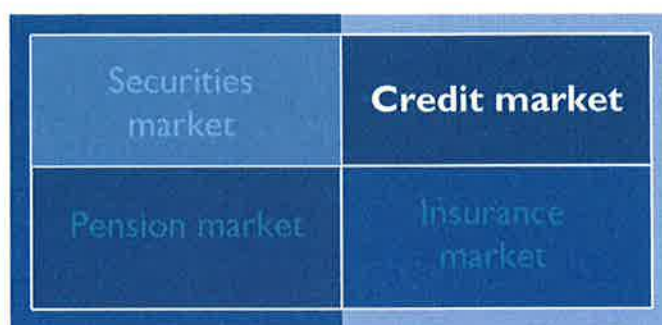 Securities
market
Credit market
Pension market
Insurance
market